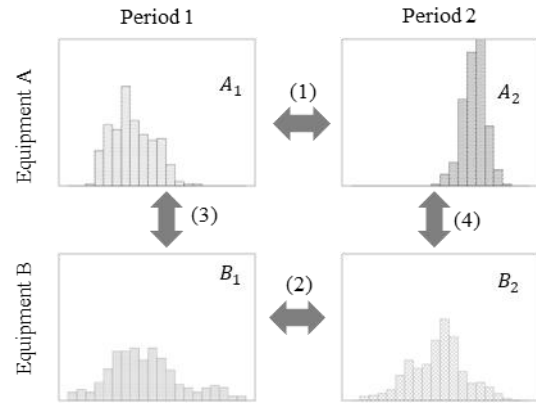 Period 1
Period 2
Equipment A
A₁
(1)
A₂
(3)
(4)
Equipment B
B₁
(2)
B₂